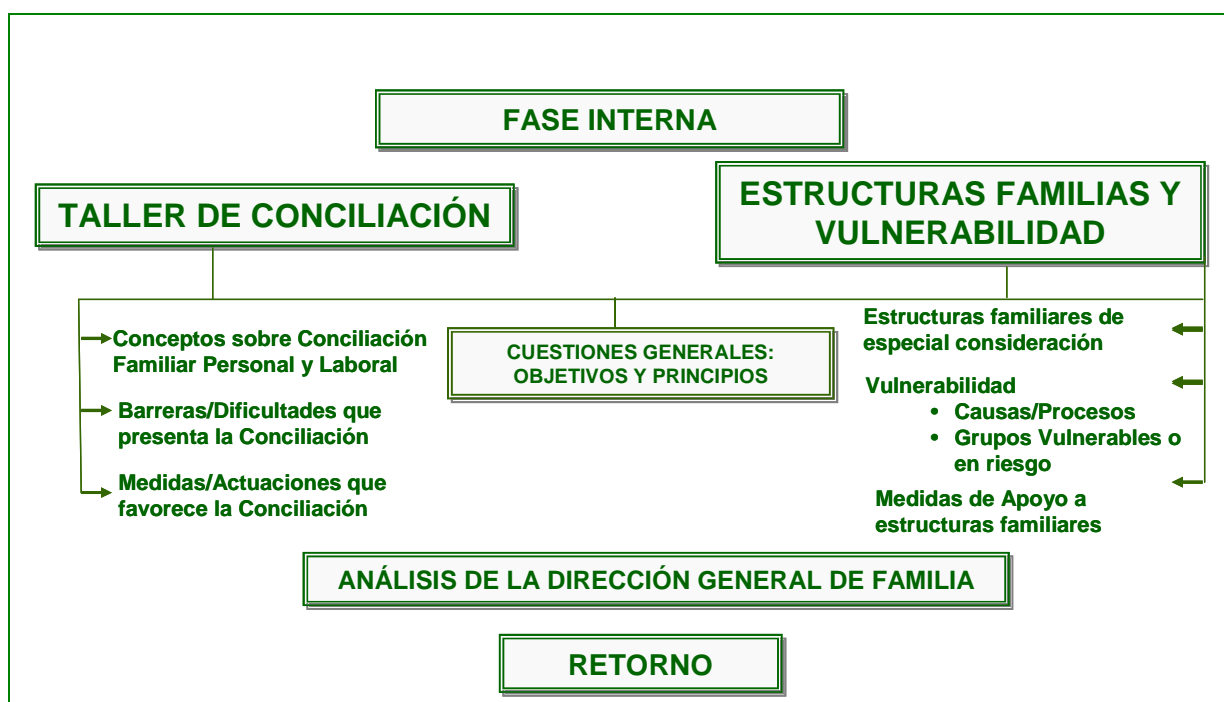 FASE INTERNA
TALLER DE CONCILIACIÓN
ESTRUCTURAS FAMILIAS Y
VULNERABILIDAD
Conceptos sobre Conciliación
Familiar Personal y Laboral
Barreras/Dificultades que
presenta la Conciliación
Medidas/Actuaciones que
favorece la Conciliación
CUESTIONES GENERALES:
OBJETIVOS Y PRINCIPIOS
Estructuras familiares de
especial consideración
Vulnerabilidad
• Causas/Procesos
• Grupos Vulnerables o
en riesgo
Medidas de Apoyo a
estructuras familiares
ANÁLISIS DE LA DIRECCIÓN GENERAL DE FAMILIA
RETORNO